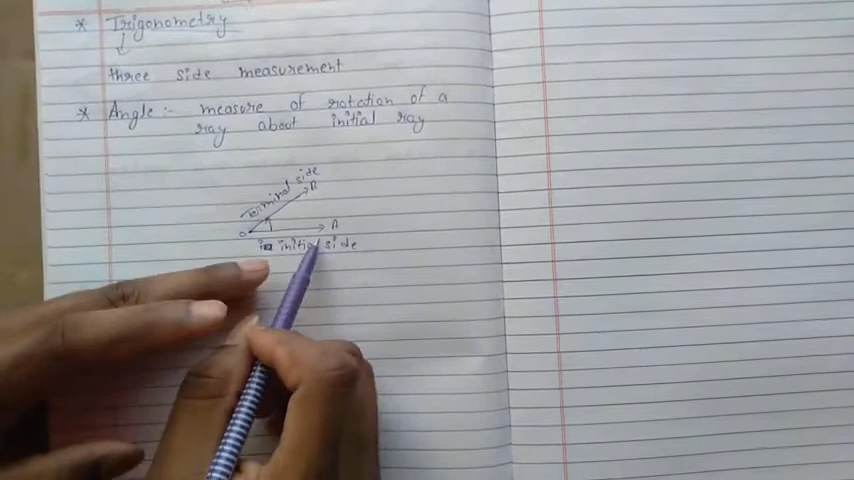 * Trigonometry
three side measurement
* Angle :- measure of rotation of a
ray about initial ray
Terminal side
B
O
A
initial side